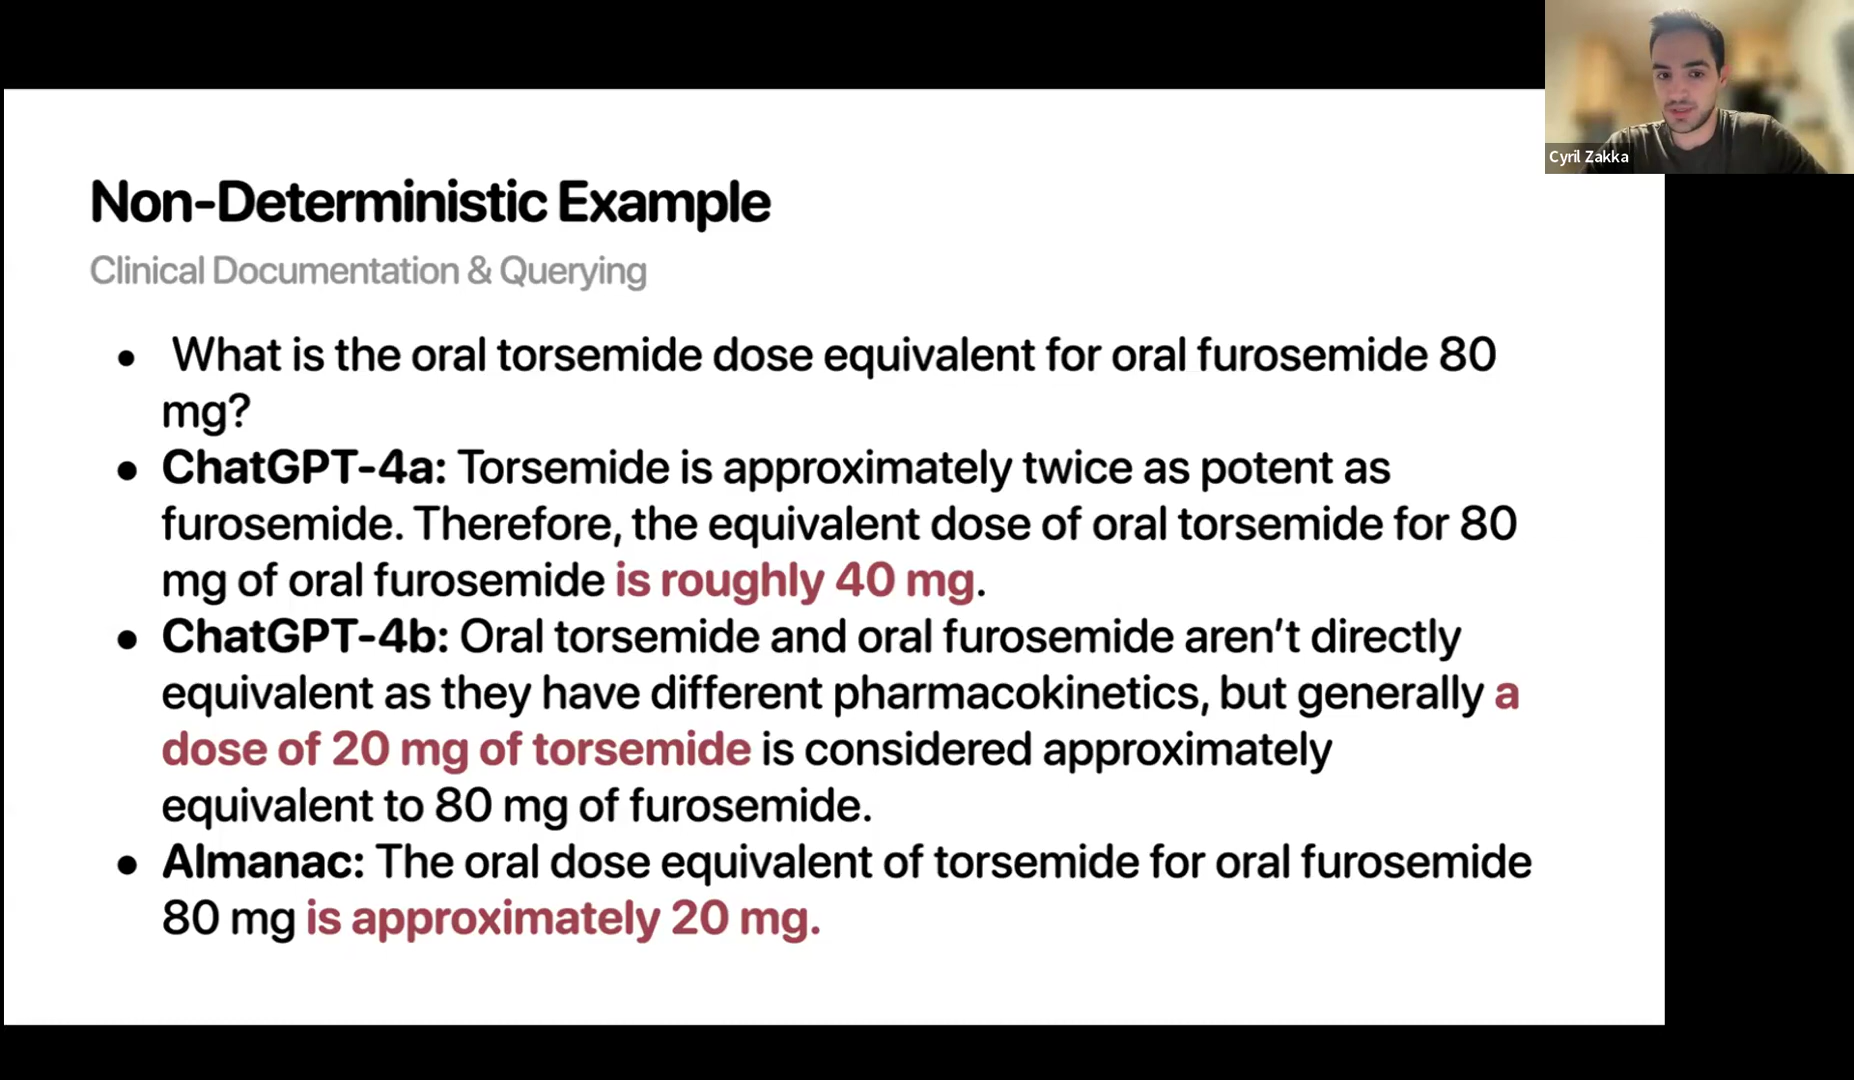 Cyril Zakka
Non-Deterministic Example
Clinical Documentation & Querying
• What is the oral torsemide dose equivalent for oral furosemide 80
mg?
• ChatGPT-4a: Torsemide is approximately twice as potent as
furosemide. Therefore, the equivalent dose of oral torsemide for 80
mg of oral furosemide is roughly 40 mg.
• ChatGPT-4b: Oral torsemide and oral furosemide aren’t directly
equivalent as they have different pharmacokinetics, but generally a
dose of 20 mg of torsemide is considered approximately
equivalent to 80 mg of furosemide.
• Almanac: The oral dose equivalent of torsemide for oral furosemide
80 mg is approximately 20 mg.